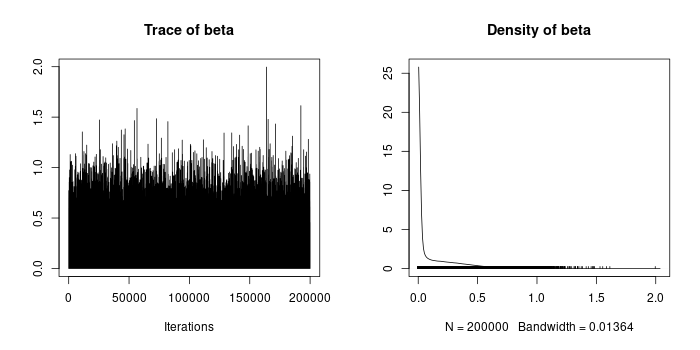 Trace of beta
2.0
1.5
1.0
0.5
0.0
0 50000 100000 150000 200000
Iterations
Density of beta
25
20
15
10
5
0
0.0 0.5 1.0 1.5 2.0
N = 200000 Bandwidth = 0.01364